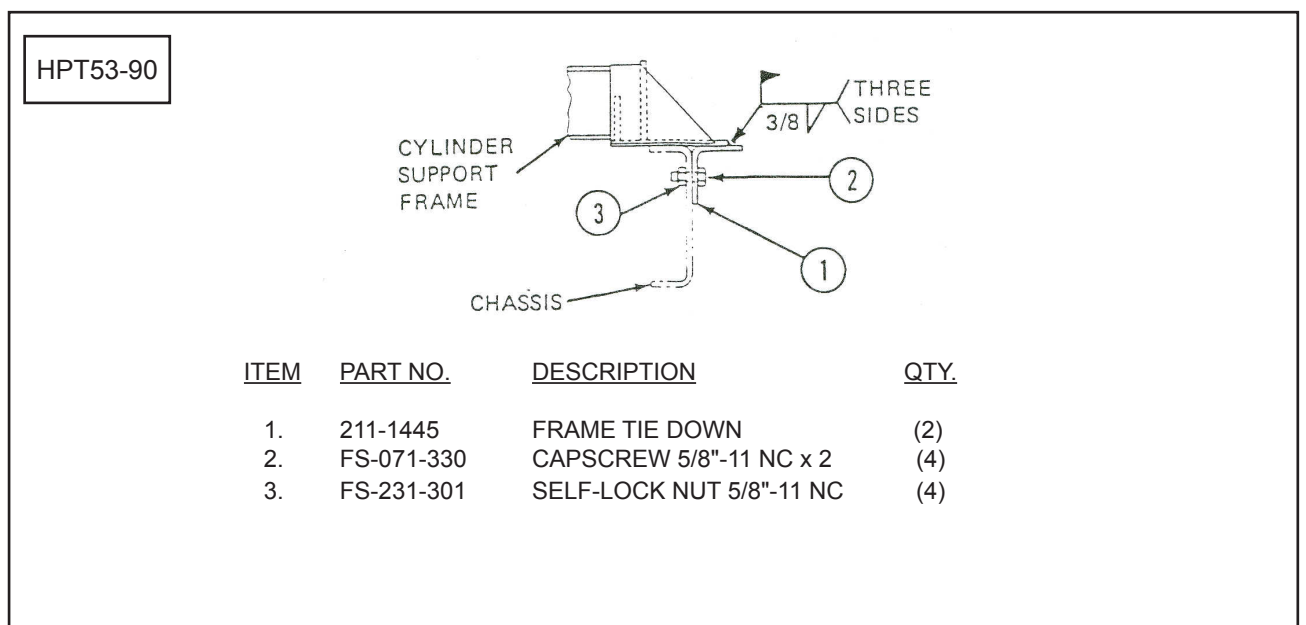 HPT53-90
THREE
SIDES
3/8
CYLINDER
SUPPORT
FRAME
2
3
1
CHASSIS
ITEM PART NO. DESCRIPTION QTY.
1. 211-1445 FRAME TIE DOWN (2)
2. FS-071-330 CAPSCREW 5/8"-11 NC x 2 (4)
3. FS-231-301 SELF-LOCK NUT 5/8"-11 NC (4)